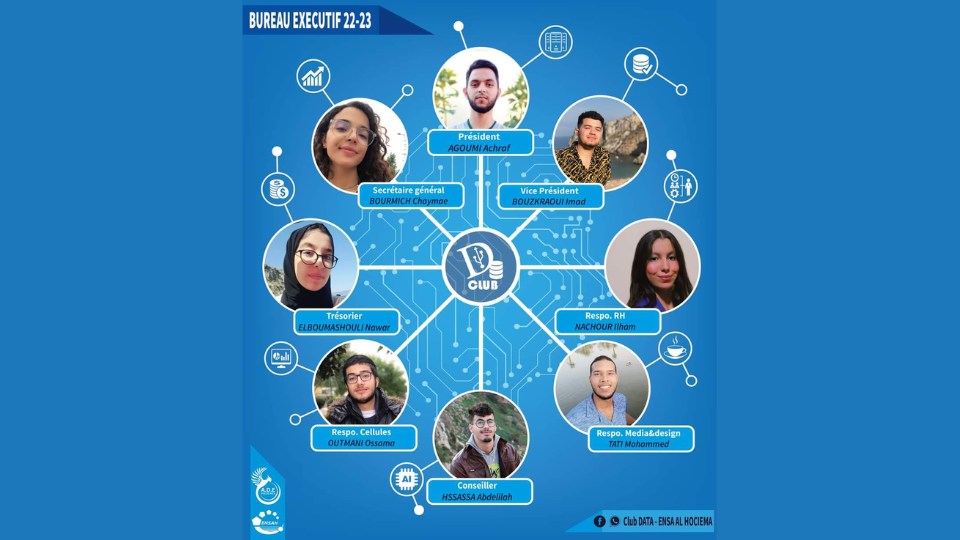 BUREAU EXECUTIF 22-23
Président
AGOUMI Achraf
Secrétaire général
BOURMICH Chaymae
Vice Président
BOUZKRAOUI Imad
D
CLUB
Trésorier
ELBOUMASHOULI Nawar
Respo. RH
NACHOUR Ilham
Respo. Cellules
OUTMANI Ossama
Respo. Media&design
TATI Mohammed
AI
Conseiller
HSSASSA Abdelilah
A.D.E
ENSAH
Club DATA - ENSA AL HOCIEMA